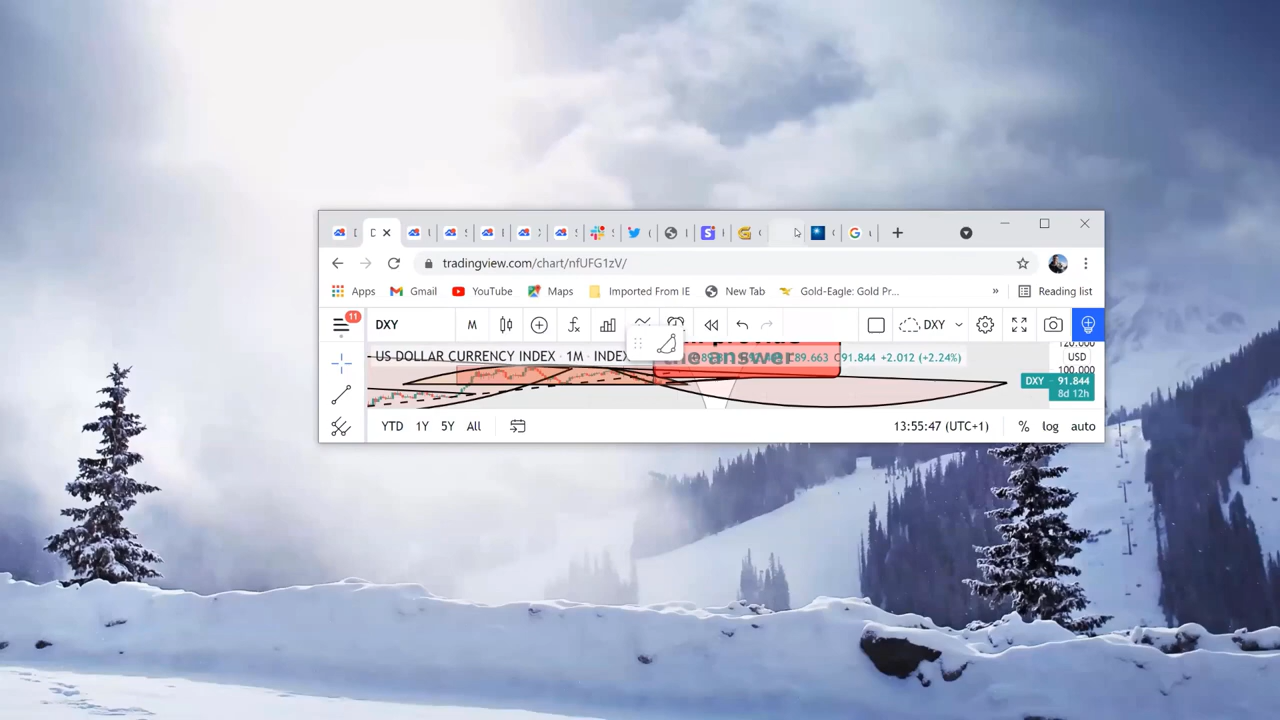 tradingview.com/chart/nfUFG1zV/
Apps Gmail YouTube Maps Imported From IE New Tab Gold-Eagle: Gold Pr... » Reading list
11
DXY M DXY
the answer
US DOLLAR CURRENCY INDEX · 1M · INDEX 89.663 C91.844 +2.012 (+2.24%)
USD
100.000
DXY 91.844
8d 12h
YTD 1Y 5Y All 13:55:47 (UTC+1) % log auto